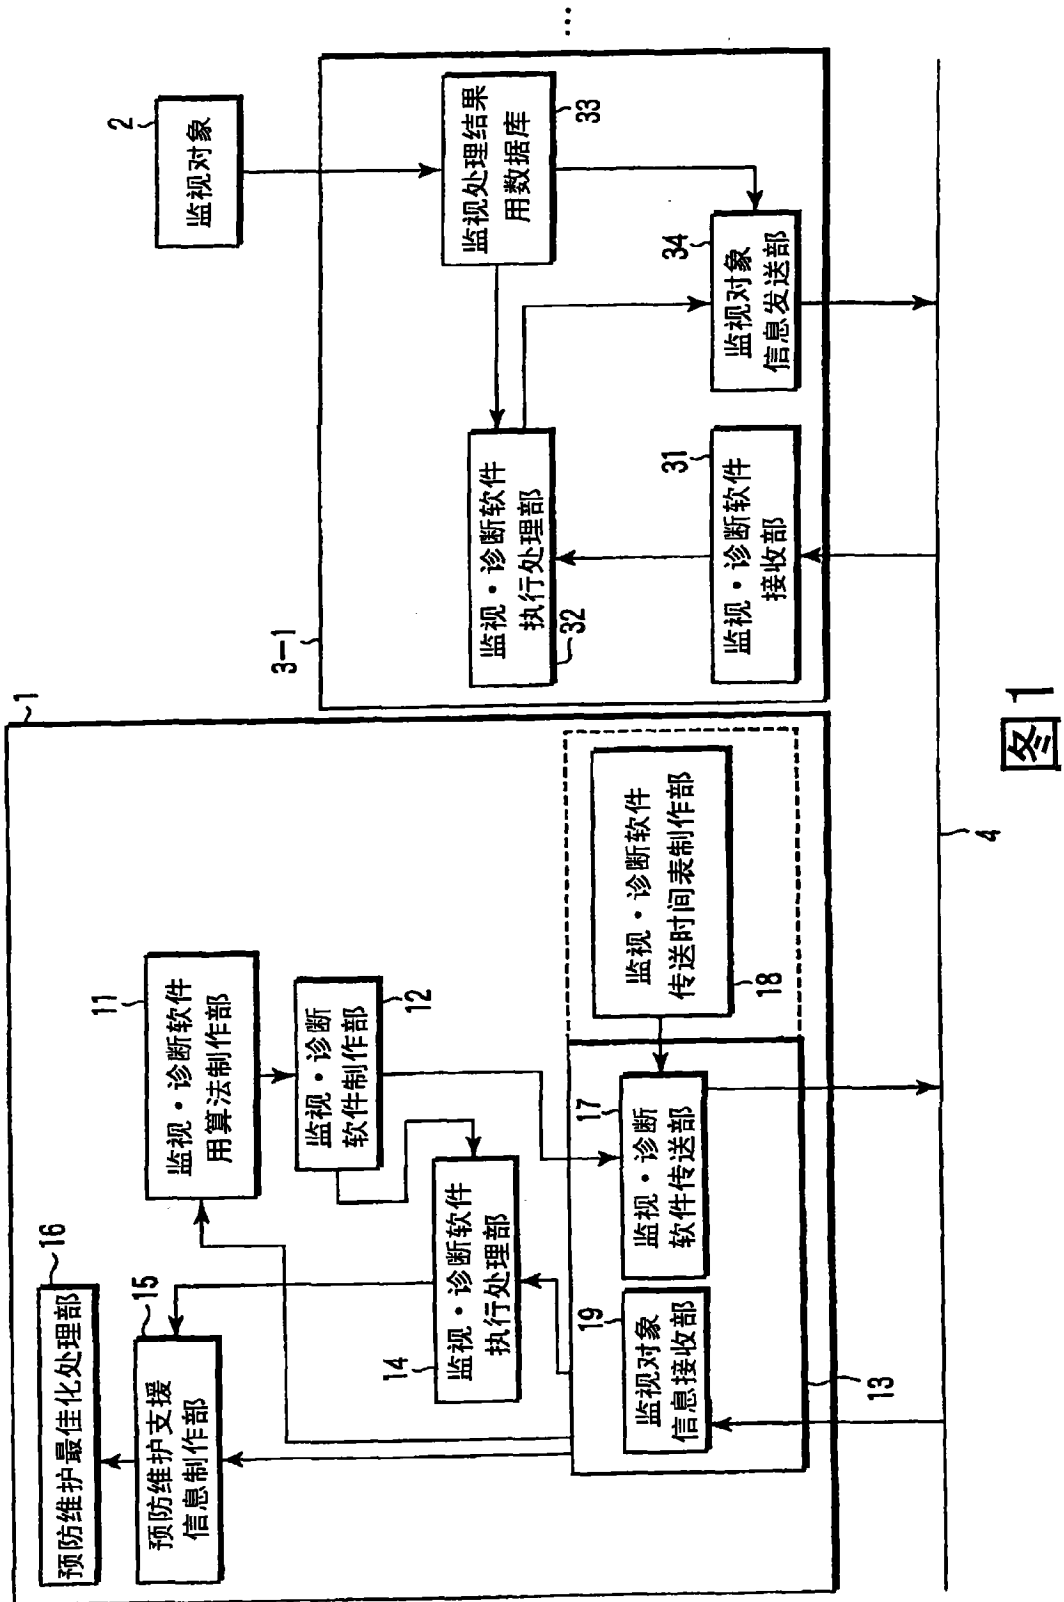 1
16
预防维护最佳化处理部
15
预防维护支援
信息制作部
11
监视·诊断软件
用算法制作部
12
监视·诊断
软件制作部
14
监视·诊断软件
执行处理部
13
19
监视对象
信息接收部
17
监视·诊断
软件传送部
18
监视·诊断软件
传送时间表制作部
2
监视对象
3-1
32
监视·诊断软件
执行处理部
33
监视处理结果
用数据库
31
监视·诊断软件
接收部
34
监视对象
信息发送部
...
4
图1